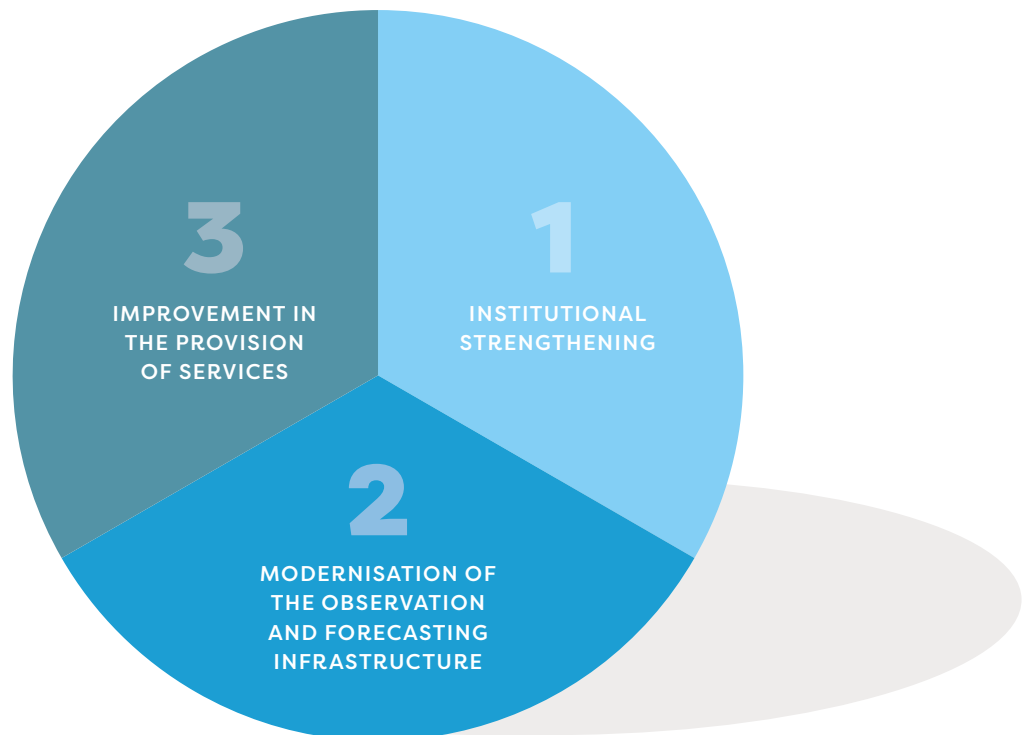 1
INSTITUTIONAL
STRENGTHENING
2
MODERNISATION OF
THE OBSERVATION
AND FORECASTING
INFRASTRUCTURE
3
IMPROVEMENT IN
THE PROVISION
OF SERVICES